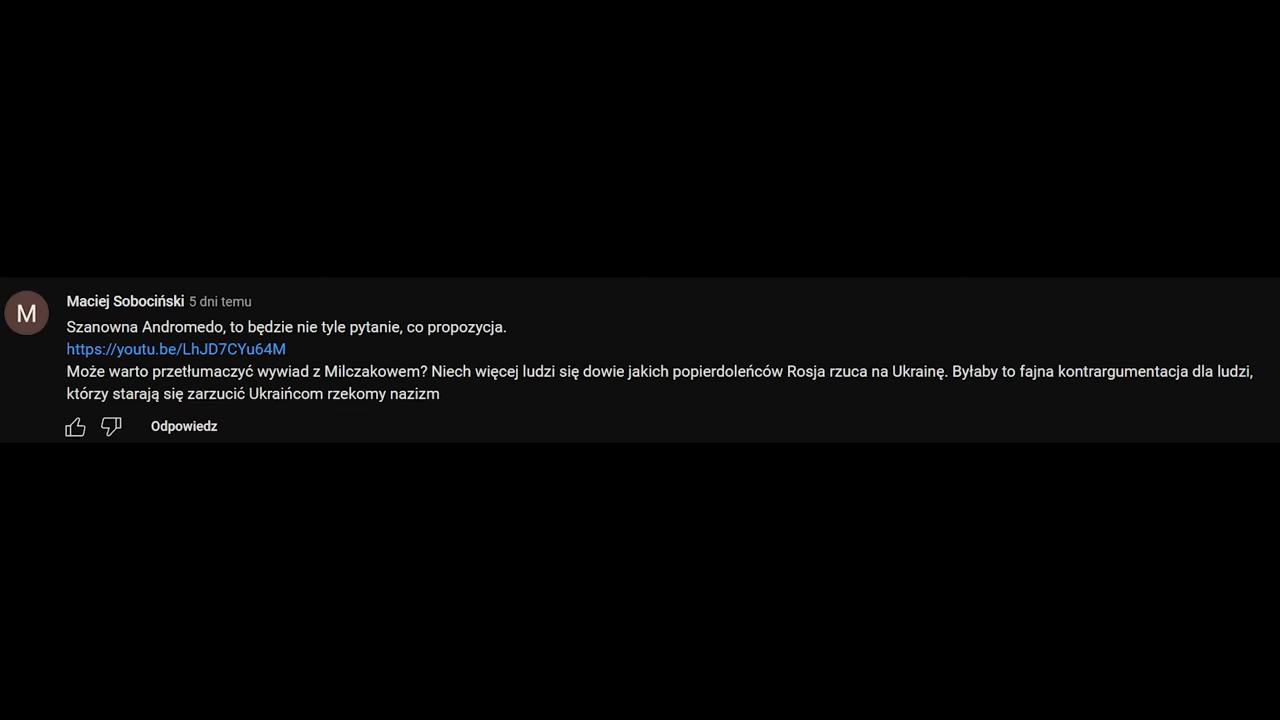 M
Maciej Sobociński 5 dni temu
Szanowna Andromedo, to będzie nie tyle pytanie, co propozycja.
https://youtu.be/LhJD7CYu64M
Może warto przetłumaczyć wywiad z Milczakowem? Niech więcej ludzi się dowie jakich popierdoleńców Rosja rzuca na Ukrainę. Byłaby to fajna kontrargumentacja dla ludzi,
którzy starają się zarzucić Ukraińcom rzekomy nazizm
Odpowiedz